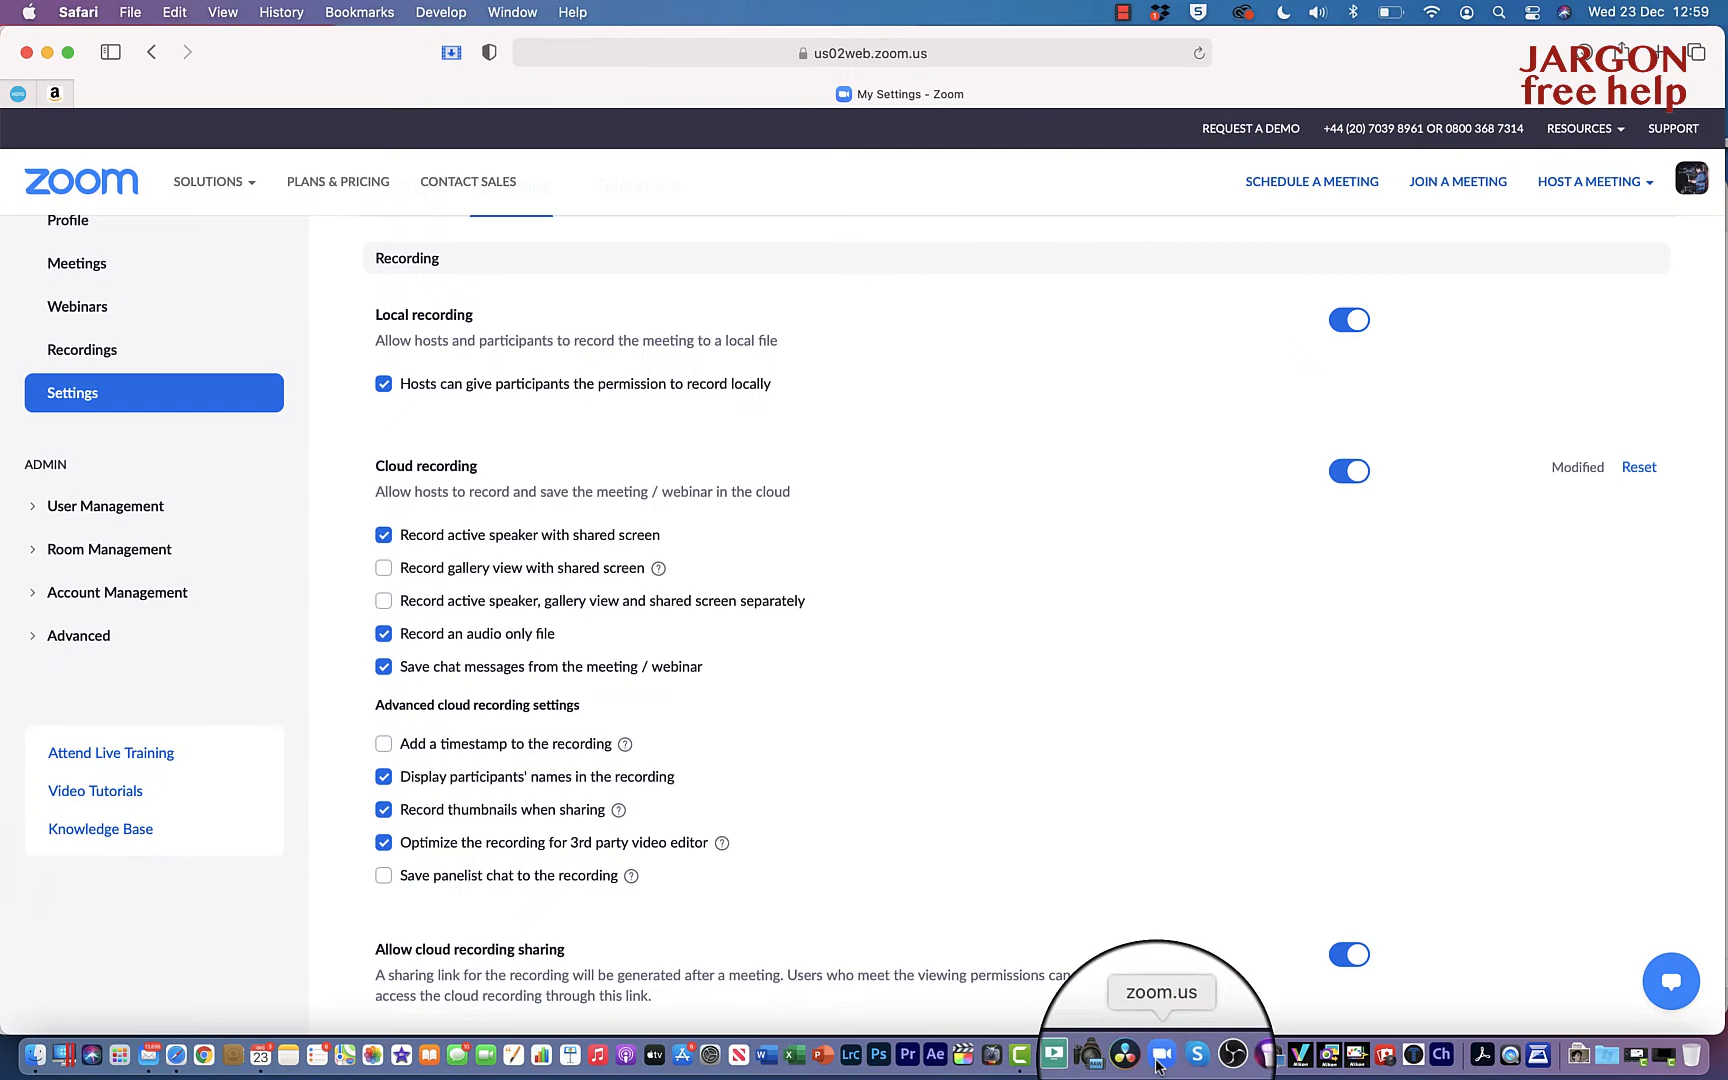 Safari File Edit View History Bookmarks Develop Window Help
Wed 23 Dec 12:59
us02web.zoom.us
JARGON
free help
xero
a
My Settings - Zoom
REQUEST A DEMO +44 (20) 7039 8961 OR 0800 368 7314 RESOURCES SUPPORT
zoom SOLUTIONS PLANS & PRICING CONTACT SALES SCHEDULE A MEETING JOIN A MEETING HOST A MEETING
Profile
Meetings
Webinars
Recordings
Settings
ADMIN
User Management
Room Management
Account Management
Advanced
Attend Live Training
Video Tutorials
Knowledge Base
Recording
Local recording
Allow hosts and participants to record the meeting to a local file
Hosts can give participants the permission to record locally
Cloud recording
Modified Reset
Allow hosts to record and save the meeting / webinar in the cloud
Record active speaker with shared screen
Record gallery view with shared screen
Record active speaker, gallery view and shared screen separately
Record an audio only file
Save chat messages from the meeting / webinar
Advanced cloud recording settings
Add a timestamp to the recording
Display participants' names in the recording
Record thumbnails when sharing
Optimize the recording for 3rd party video editor
Save panelist chat to the recording
Allow cloud recording sharing
A sharing link for the recording will be generated after a meeting. Users who meet the viewing permissions can
access the cloud recording through this link.
zoom.us
DEC 23 Lrc Ps Pr Ae S Ch